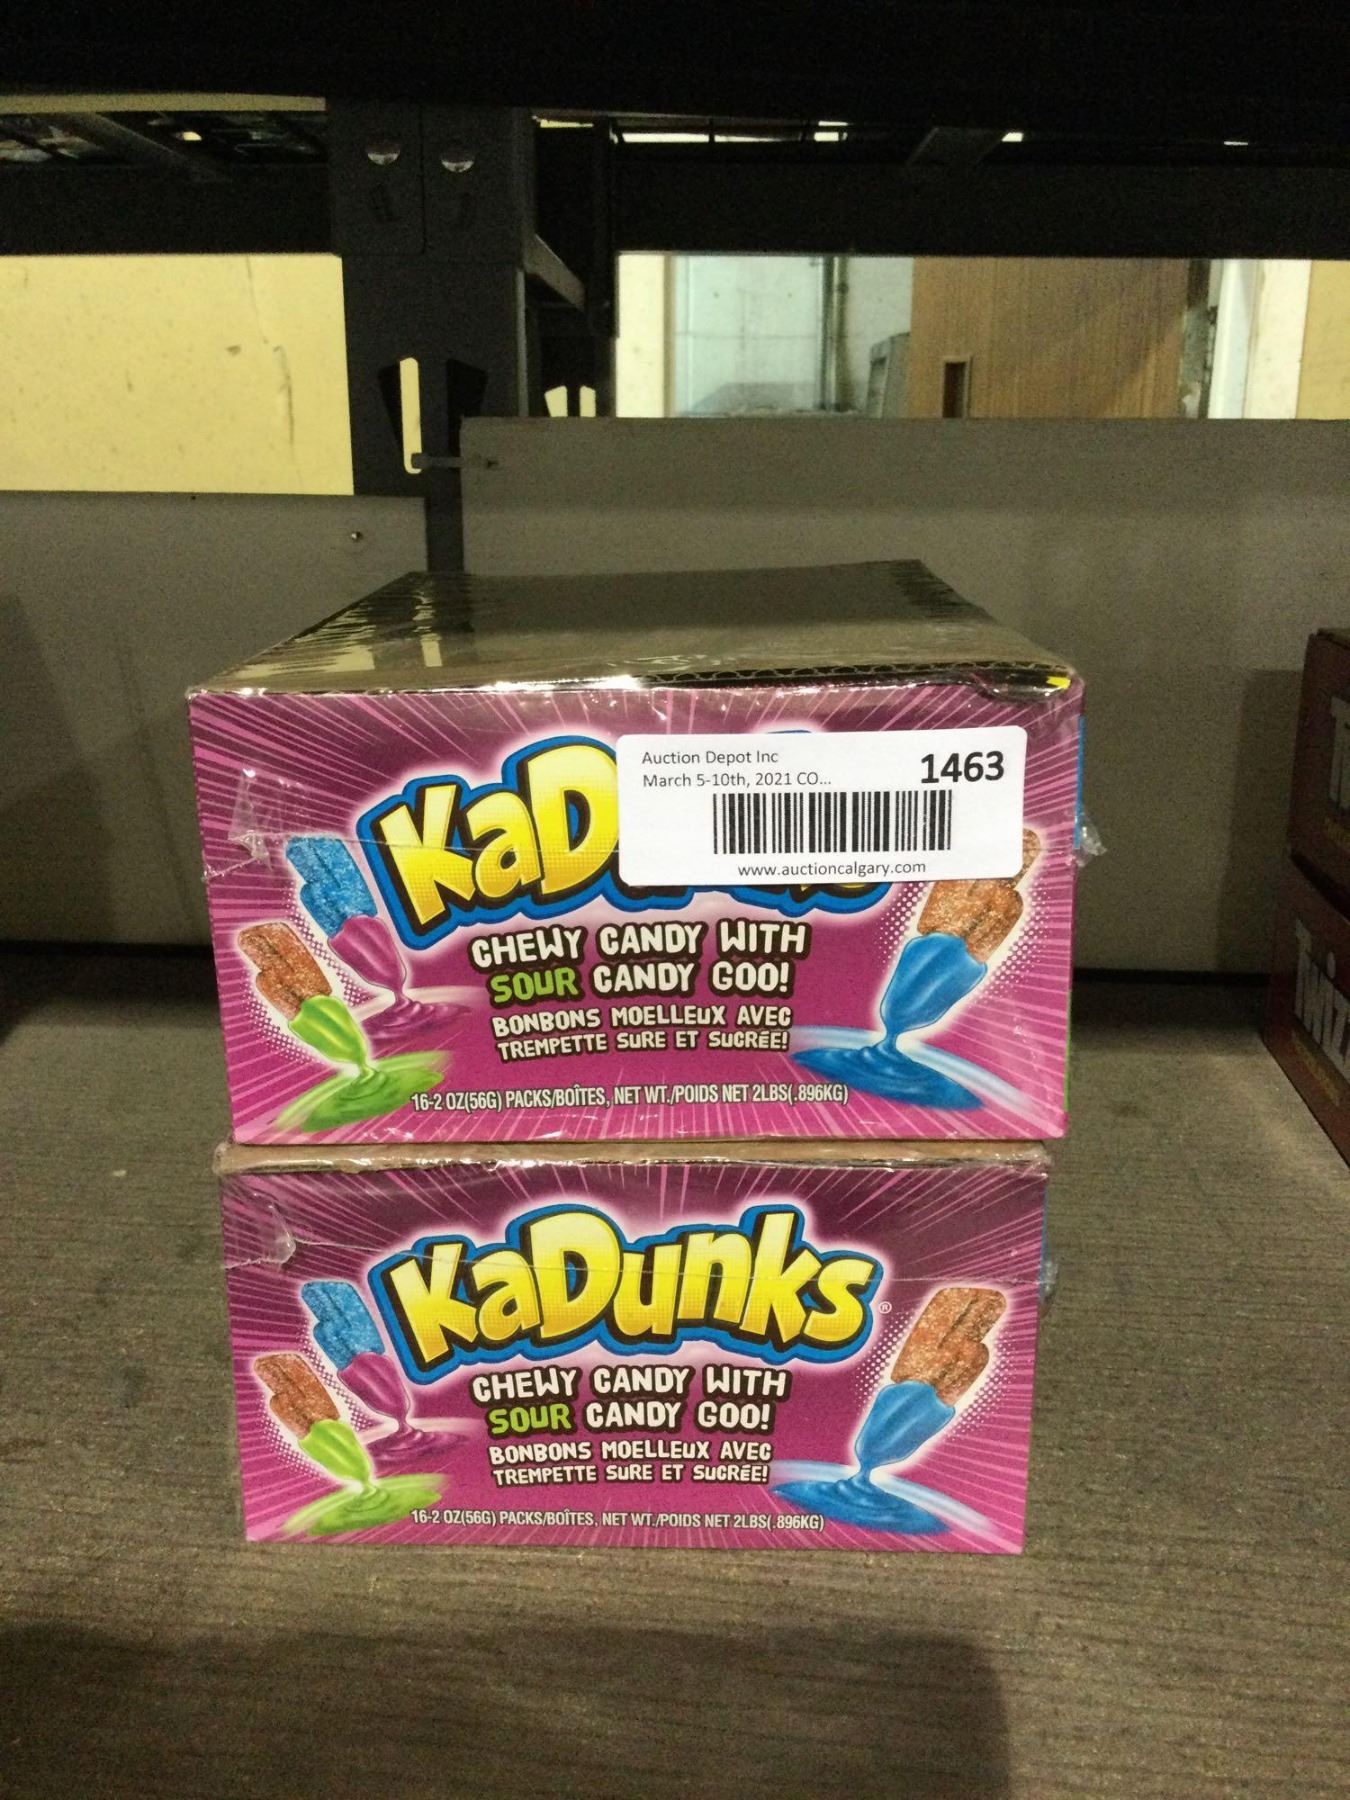 Auction Depot Inc
1463
March 5-10th, 2021 CO...
www.auctioncalgary.com
KaD
CHEWY CANDY WITH
SOUR CANDY GOO!
BONBONS MOELLEUX AVEC
TREMPETTE SURE ET SUCRÉE!
16-2 OZ(56G) PACKS/BOÎTES, NET WT./POIDS NET 2LBS(.896KG)
KaDunks®
CHEWY CANDY WITH
SOUR CANDY GOO!
BONBONS MOELLEUX AVEC
TREMPETTE SURE ET SUCRÉE!
16-2 OZ(56G) PACKS/BOÎTES, NET WT./POIDS NET 2LBS(.896KG)